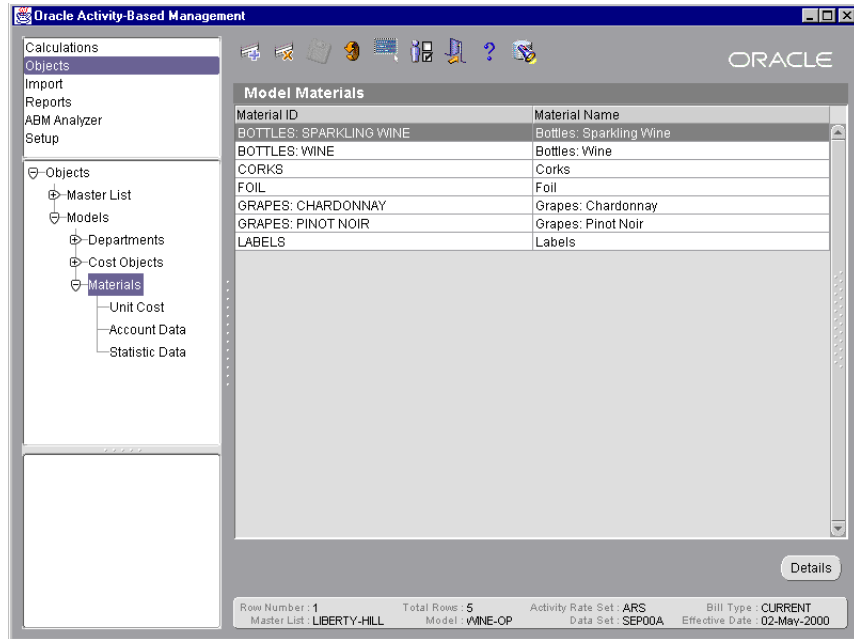 Oracle Activity-Based Management
Calculations
Objects
Import
Reports
ABM Analyzer
Setup
Objects
Master List
Models
Departments
Cost Objects
Materials
Unit Cost
Account Data
Statistic Data
?
ORACLE
Model Materials
Material ID Material Name
BOTTLES: SPARKLING WINE Bottles: Sparkling Wine
BOTTLES: WINE Bottles: Wine
CORKS Corks
FOIL Foil
GRAPES: CHARDONNAY Grapes: Chardonnay
GRAPES: PINOT NOIR Grapes: Pinot Noir
LABELS Labels
Details
Row Number : 1 Total Rows : 5 Activity Rate Set : ARS Bill Type : CURRENT
Master List : LIBERTY-HILL Model : WINE-OP Data Set : SEP00A Effective Date : 02-May-2000